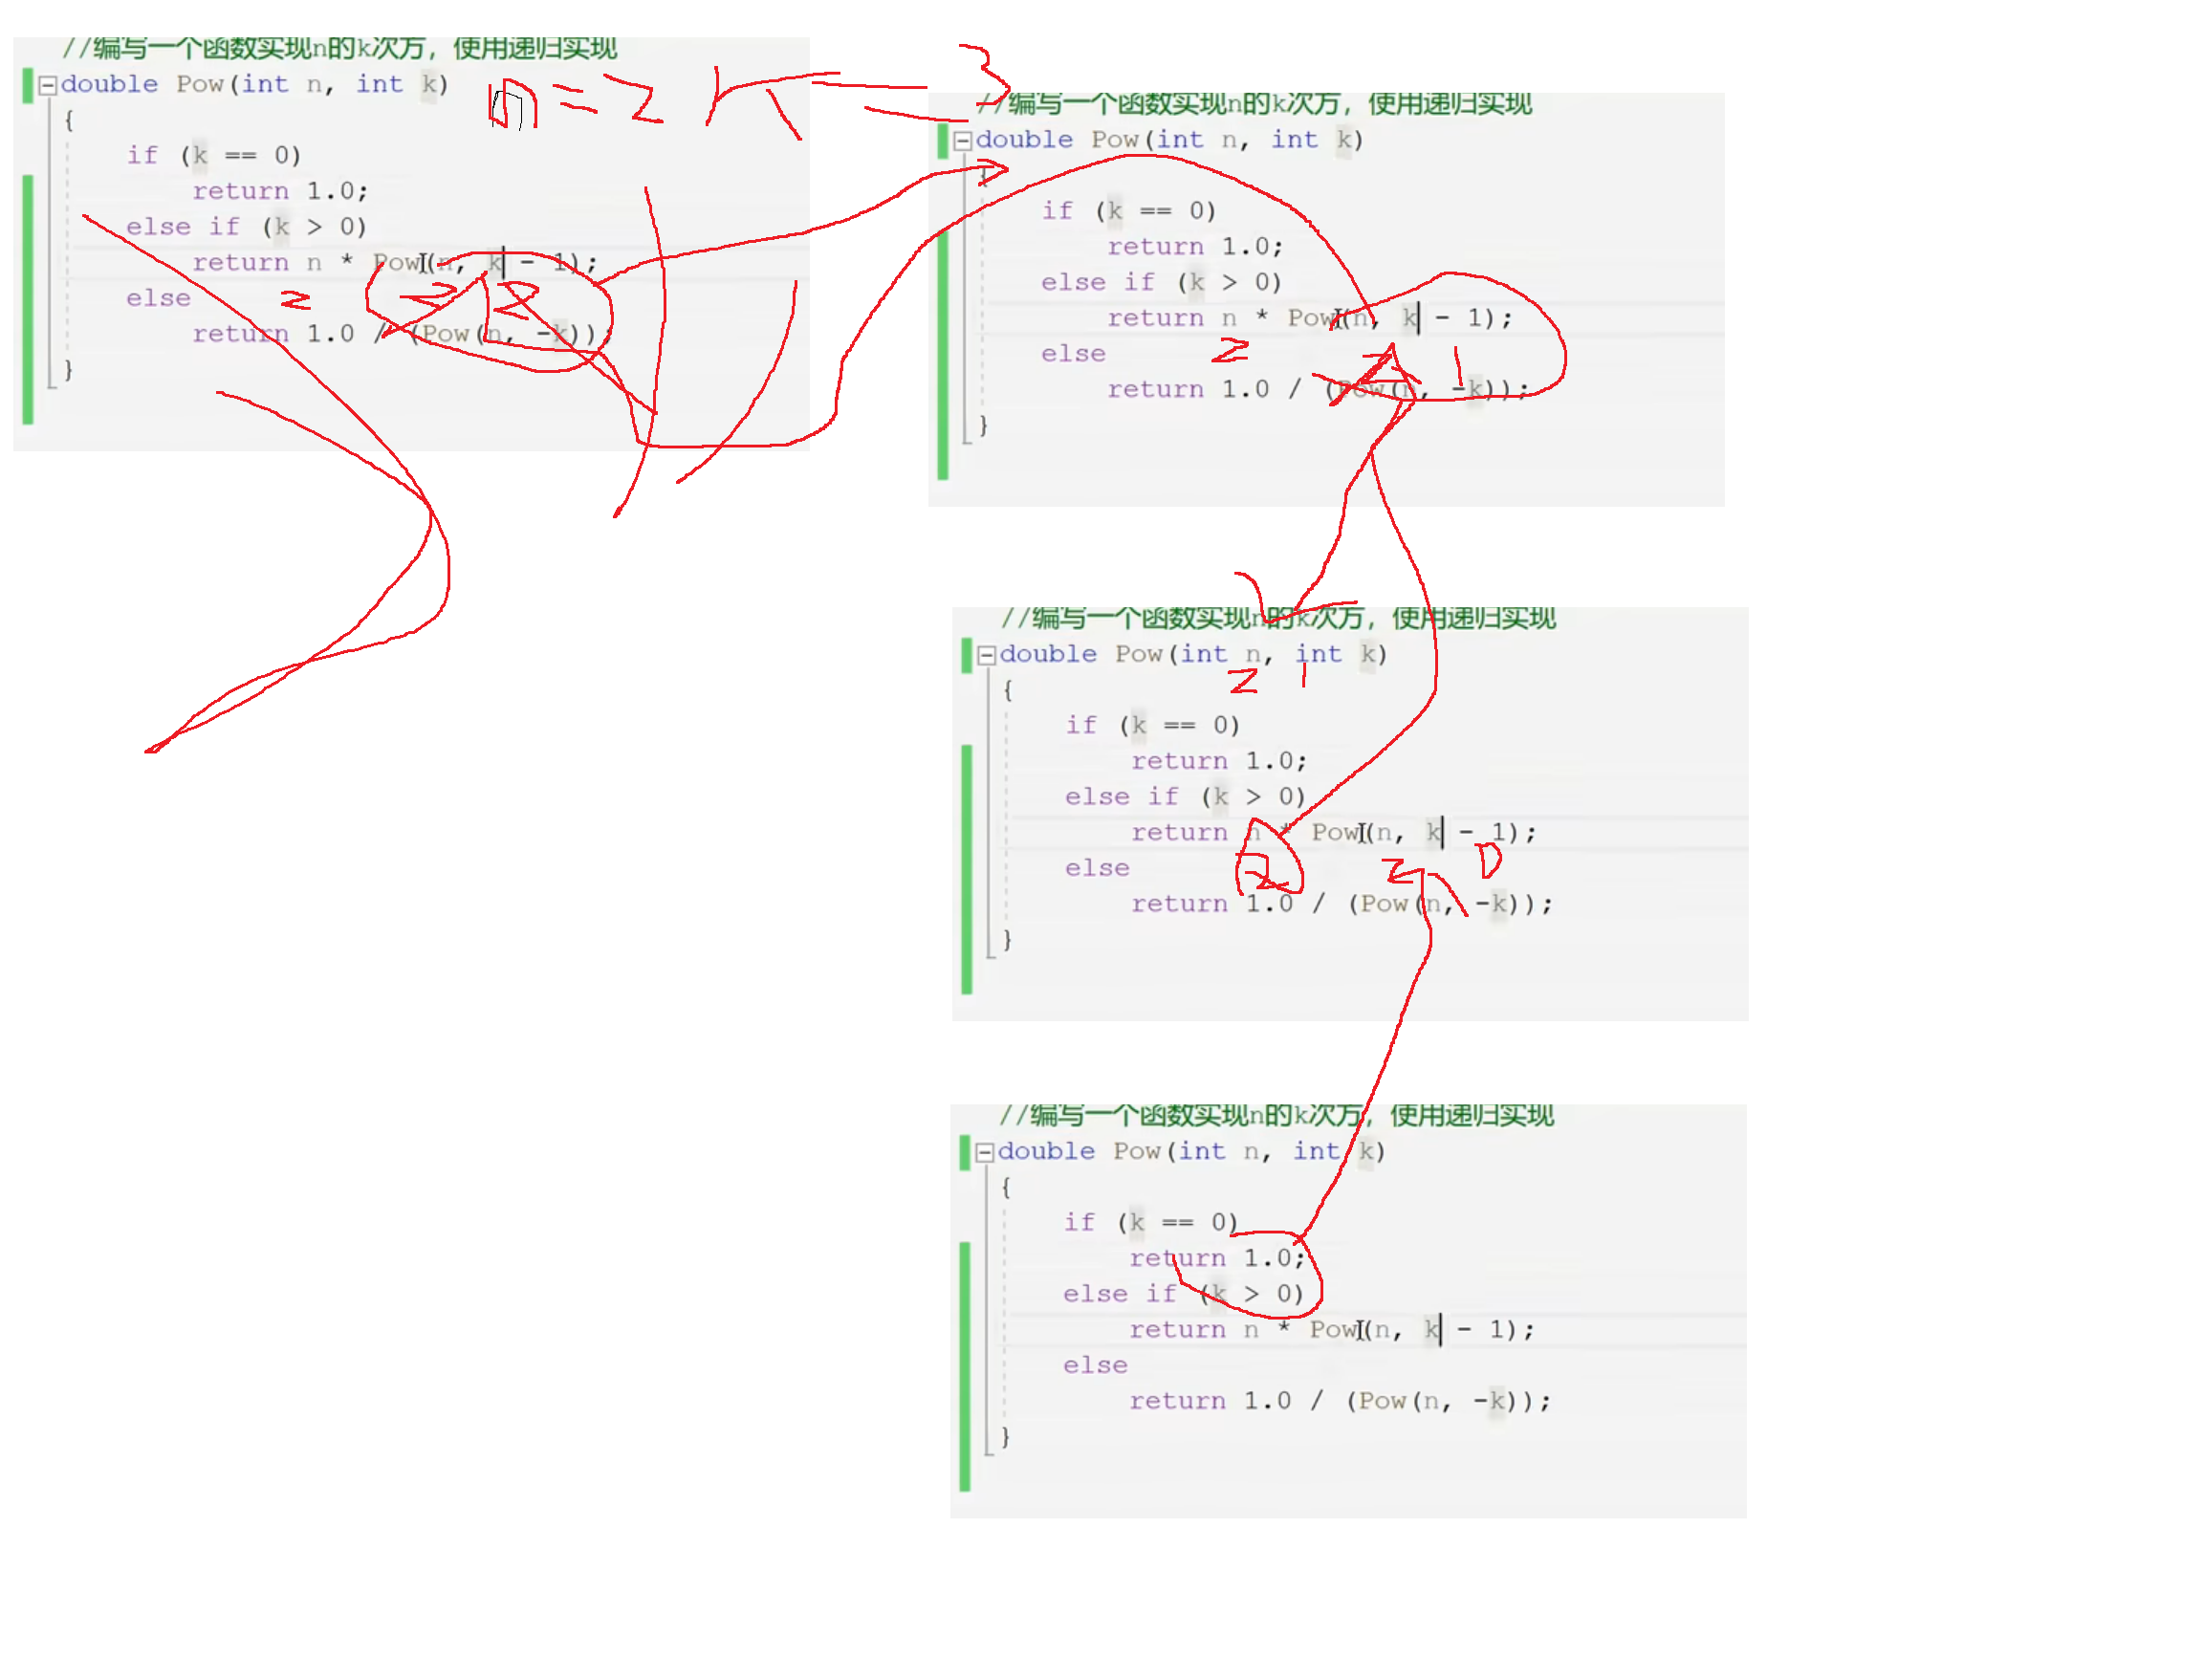 //编写一个函数实现n的k次方，使用递归实现
double Pow(int n, int k)
n=2 K=3
{
if (k == 0)
return 1.0;
else if (k > 0)
return n * Pow(n, k - 1);
else
2 2 2
return 1.0 / (Pow(n, -k));
}
//编写一个函数实现n的k次方，使用递归实现
double Pow(int n, int k)
{
if (k == 0)
return 1.0;
else if (k > 0)
return n * Pow(n, k - 1);
else
2 2 1
return 1.0 / (Pow(n, -k));
}
//编写一个函数实现n的k次方，使用递归实现
double Pow(int n, int k)
2 1
{
if (k == 0)
return 1.0;
else if (k > 0)
return n * Pow(n, k - 1);
else
2 2 0
return 1.0 / (Pow(n, -k));
}
//编写一个函数实现n的k次方，使用递归实现
double Pow(int n, int k)
{
if (k == 0)
return 1.0;
else if (k > 0)
return n * Pow(n, k - 1);
else
return 1.0 / (Pow(n, -k));
}